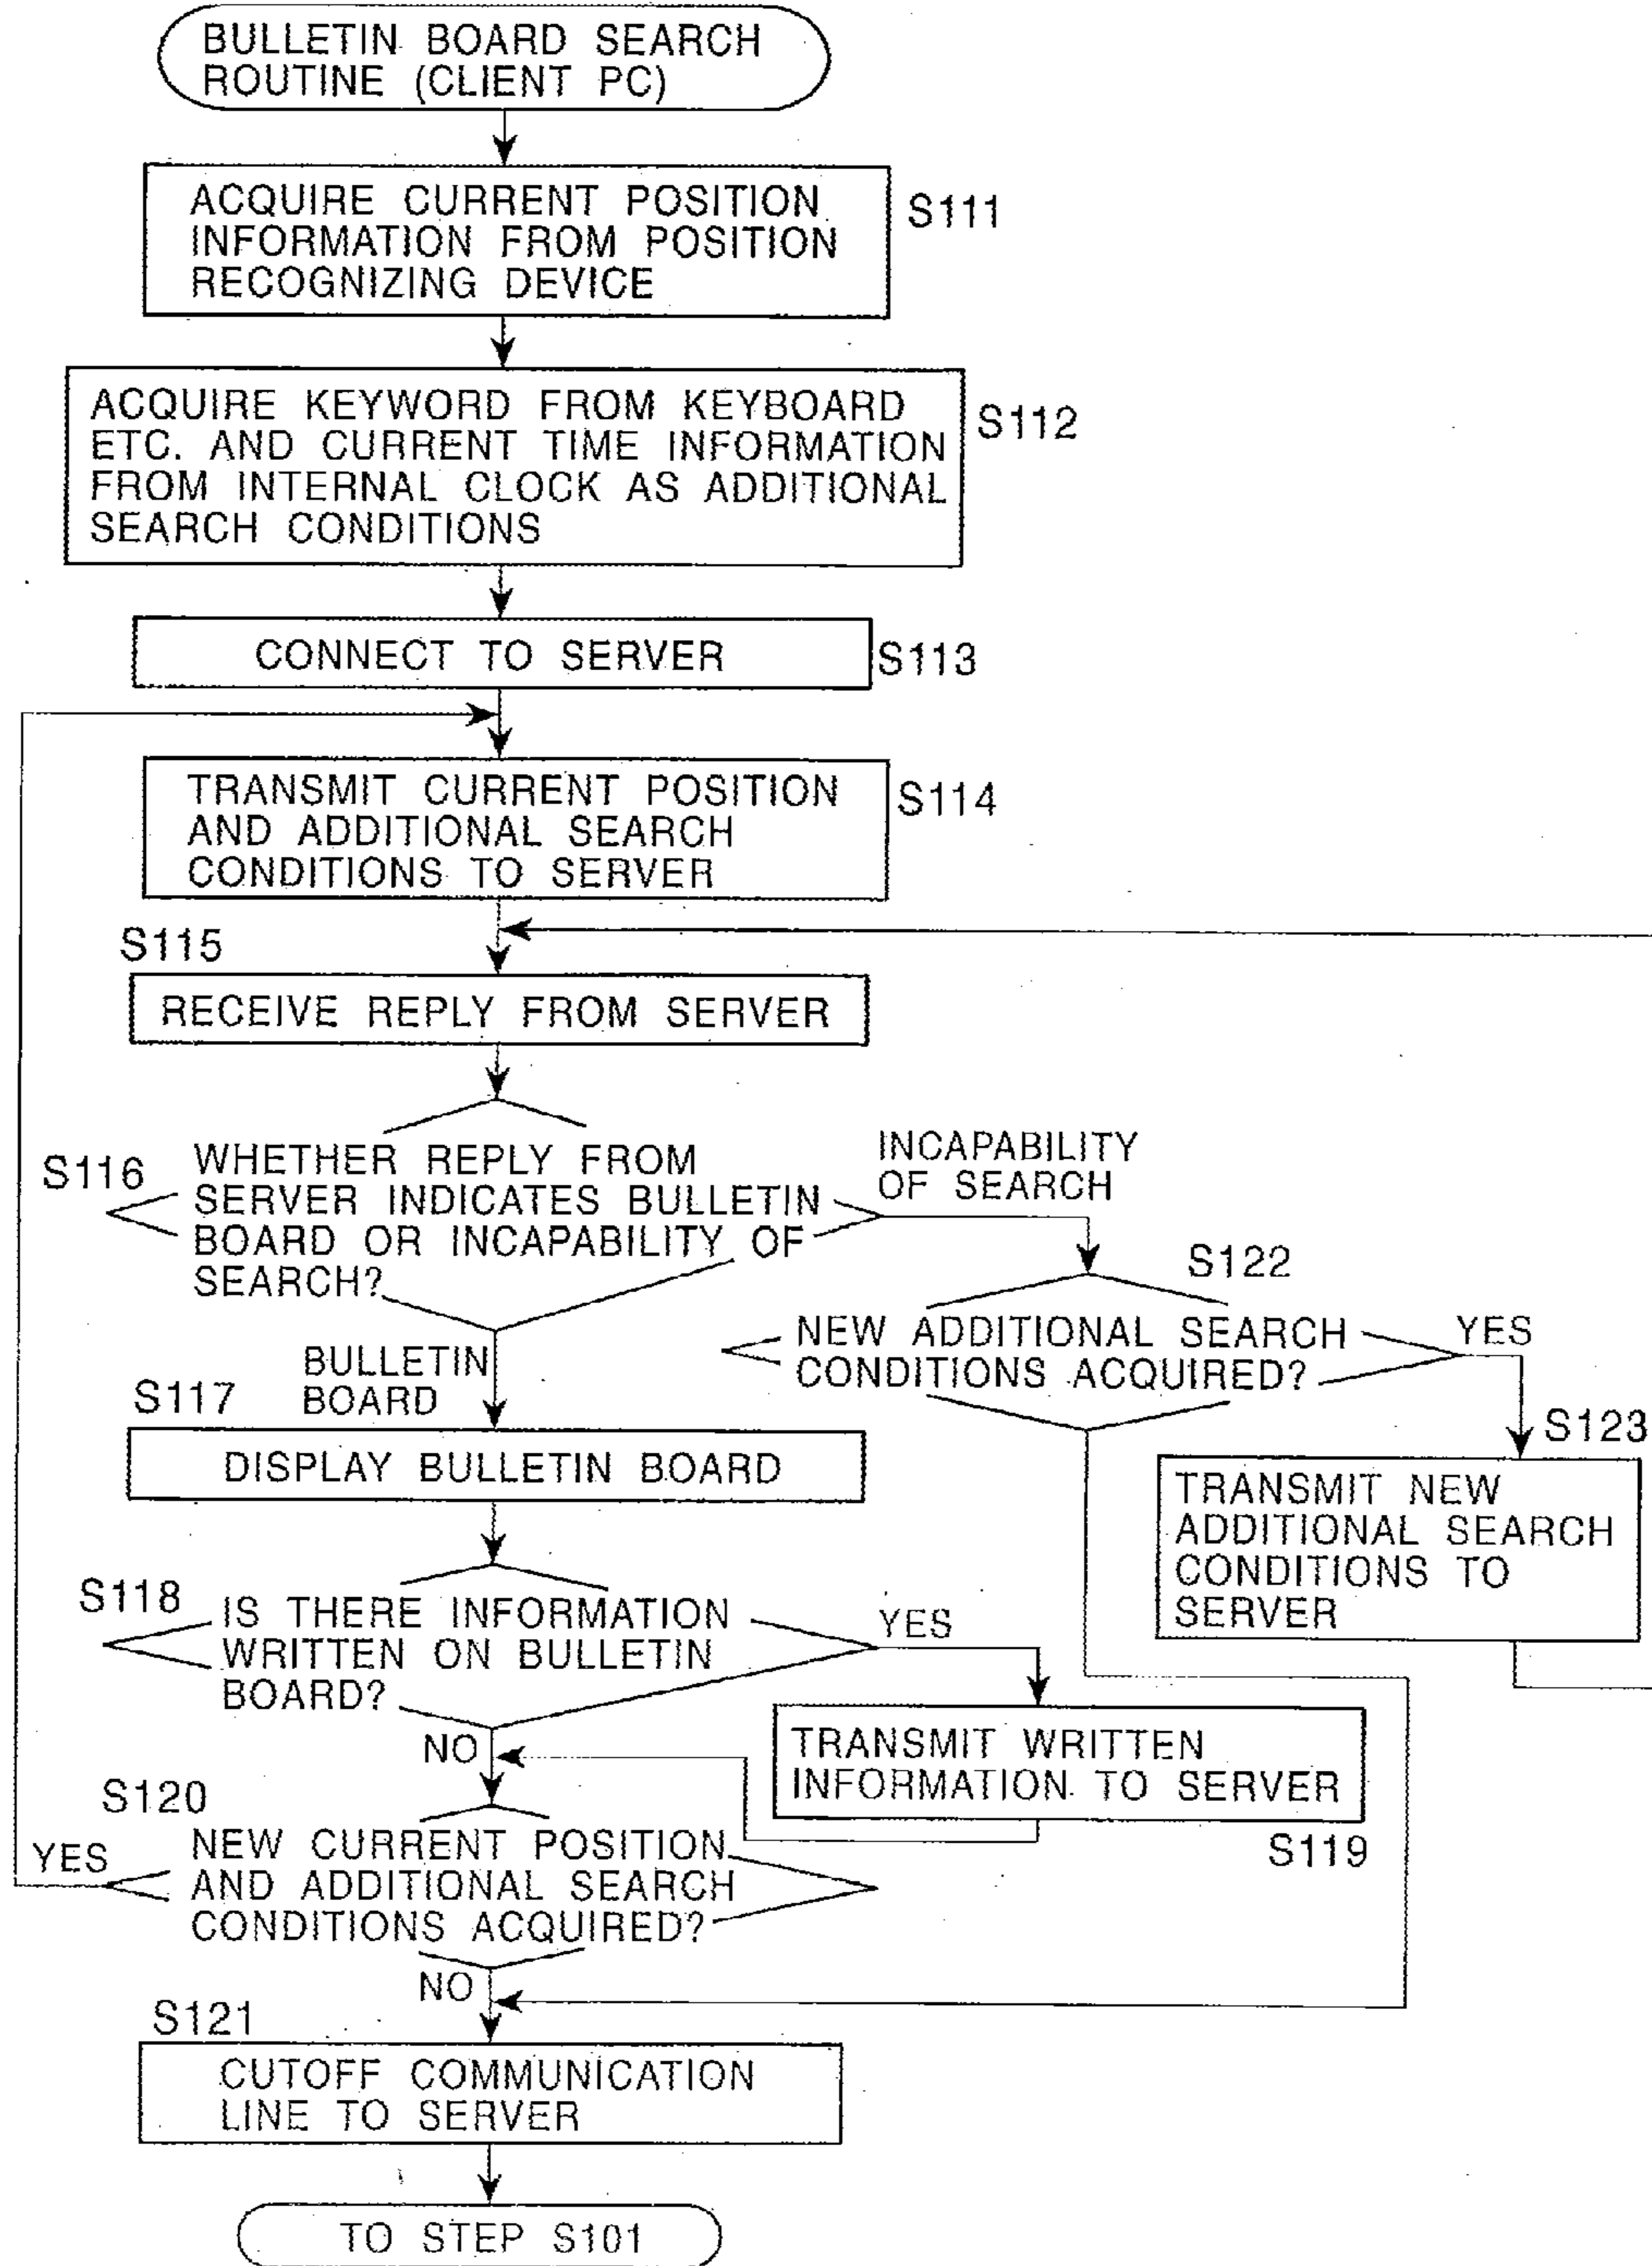 BULLETIN BOARD SEARCH
ROUTINE (CLIENT PC)
ACQUIRE CURRENT POSITION
INFORMATION FROM POSITION
RECOGNIZING DEVICE
S111
ACQUIRE KEYWORD FROM KEYBOARD
ETC. AND CURRENT TIME INFORMATION
FROM INTERNAL CLOCK AS ADDITIONAL
SEARCH CONDITIONS
S112
CONNECT TO SERVER
S113
TRANSMIT CURRENT POSITION
AND ADDITIONAL SEARCH
CONDITIONS TO SERVER
S114
S115
RECEIVE REPLY FROM SERVER
S116
WHETHER REPLY FROM
SERVER INDICATES BULLETIN
BOARD OR INCAPABILITY OF
SEARCH?
INCAPABILITY
OF SEARCH
S122
NEW ADDITIONAL SEARCH
CONDITIONS ACQUIRED?
YES
BULLETIN
BOARD
S117
DISPLAY BULLETIN BOARD
S123
TRANSMIT NEW
ADDITIONAL SEARCH
CONDITIONS TO
SERVER
S118
IS THERE INFORMATION
WRITTEN ON BULLETIN
BOARD?
YES
NO
TRANSMIT WRITTEN
INFORMATION TO SERVER
S119
S120
YES
NEW CURRENT POSITION
AND ADDITIONAL SEARCH
CONDITIONS ACQUIRED?
NO
S121
CUTOFF COMMUNICATION
LINE TO SERVER
TO STEP S101